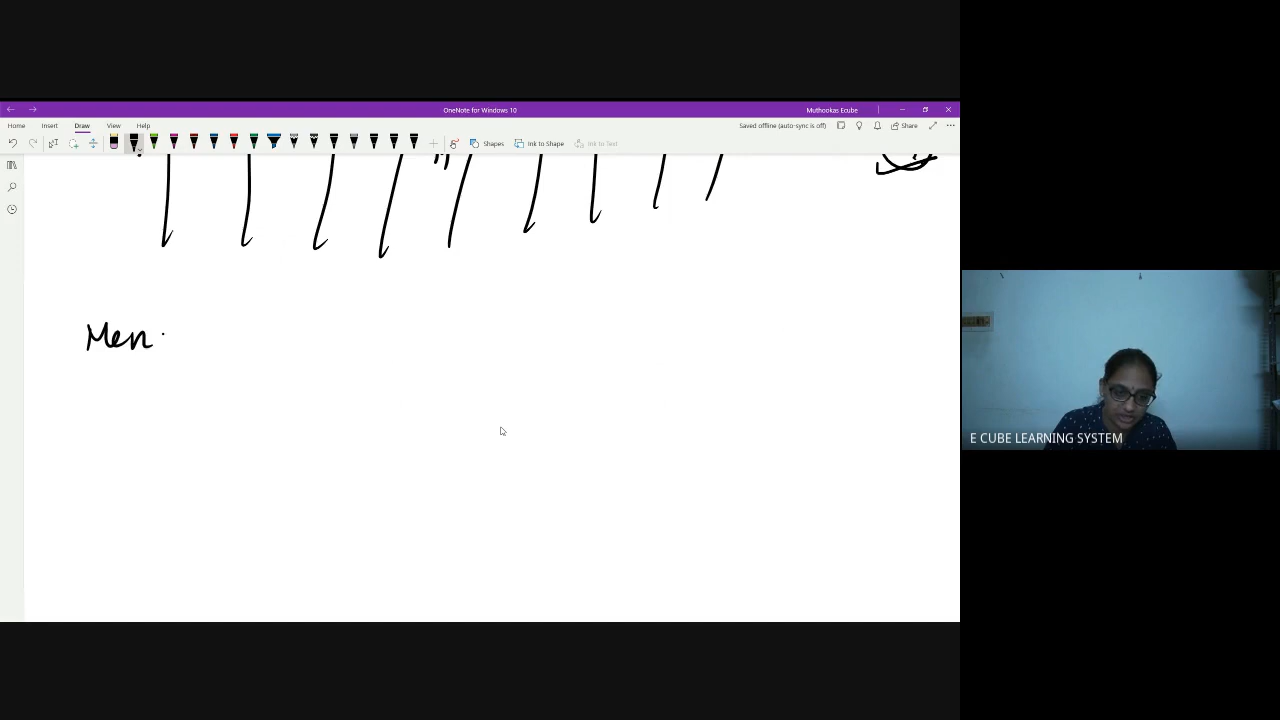 OneNote for Windows 10
Muthookas Ecube
Home Insert Draw View Help
Saved offline (auto-sync is off) Share
Shapes Ink to Shape Ink to Text
Men
E CUBE LEARNING SYSTEM